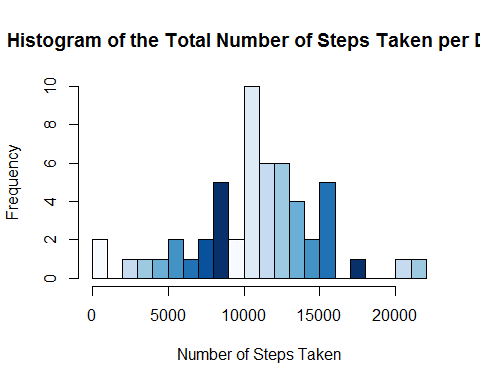 Histogram of the Total Number of Steps Taken per D
Frequency
10
8
6
4
2
0
0 5000 10000 15000 20000
Number of Steps Taken